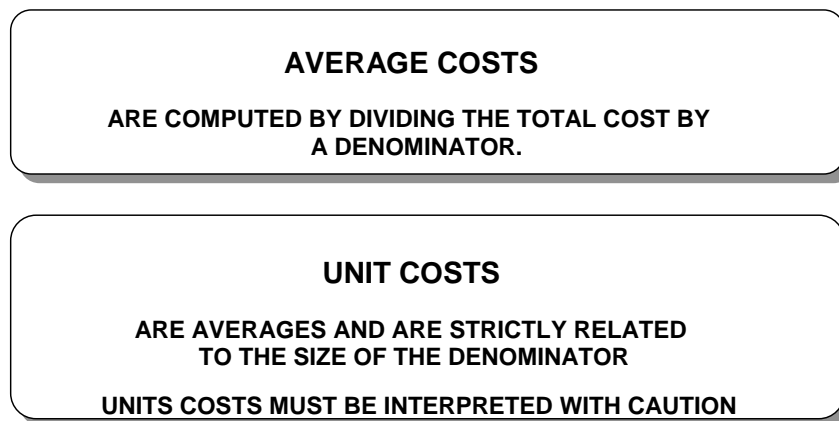 AVERAGE COSTS
ARE COMPUTED BY DIVIDING THE TOTAL COST BY
A DENOMINATOR.
UNIT COSTS
ARE AVERAGES AND ARE STRICTLY RELATED
TO THE SIZE OF THE DENOMINATOR
UNITS COSTS MUST BE INTERPRETED WITH CAUTION